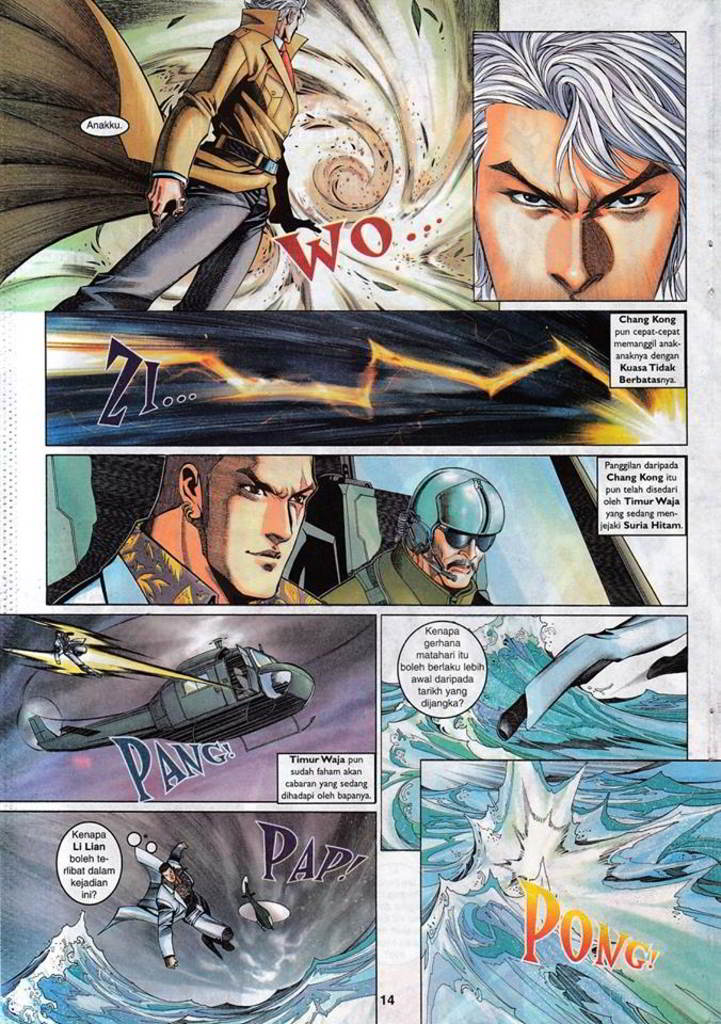 Anakku.
WO...
Chang Kong
pun cepat-cepat
memanggil anak-
anaknya dengan
Kuasa Tidak
Berbatasnya.
ZI...
Panggilan daripada
Chang Kong itu
pun telah disedari
oleh Timur Waja
yang sedang men-
jejaki Suria Hitam.
PANG!
Timur Waja pun
sudah faham akan
cabaran yang sedang
dihadapi oleh bapanya.
Kenapa
gerhana
matahari itu
boleh berlaku lebih
awal daripada
tarikh yang
dijangka?
Kenapa
Li Lian
boleh te-
rlibat dalam
kejadian
ini?
PAP!
PONG!
14